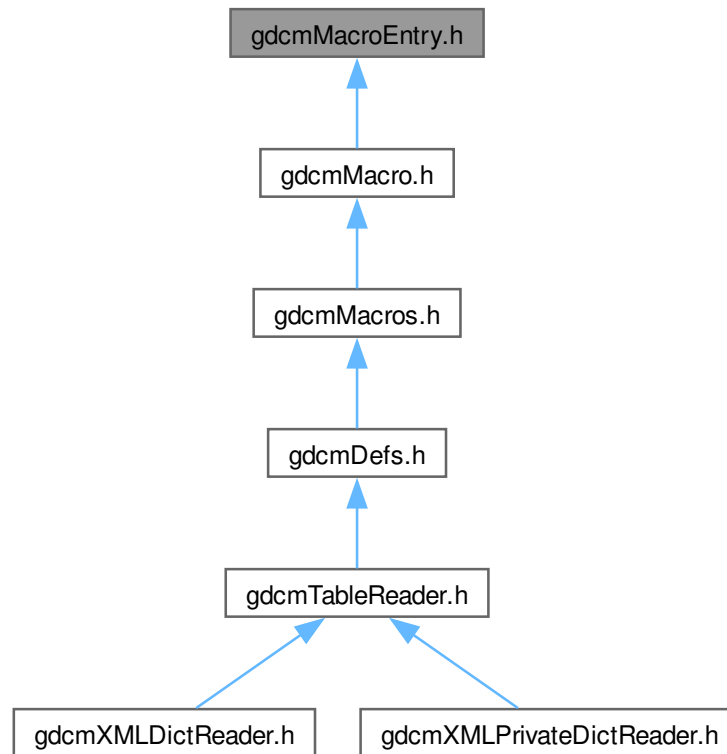 gdcmMacroEntry.h
gdcmMacro.h
gdcmMacros.h
gdcmDefs.h
gdcmTableReader.h
gdcmXMLDictReader.h
gdcmXMLPrivateDictReader.h